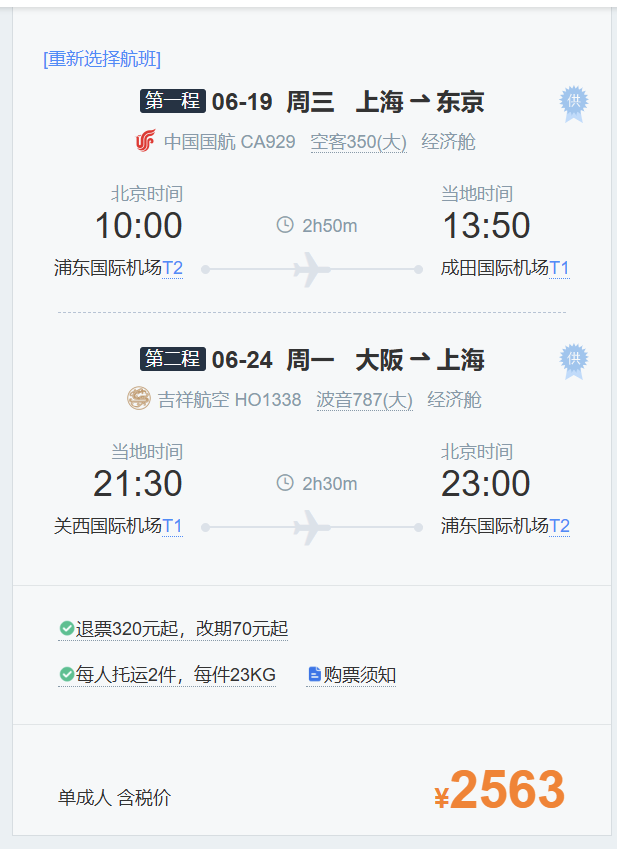 [重新选择航班]
第一程 06-19 周三 上海⇀东京 供
中国国航 CA929 空客350(大) 经济舱
北京时间 当地时间
10:00 2h50m 13:50
浦东国际机场T2 成田国际机场T1
第二程 06-24 周一 大阪⇀上海 供
吉祥航空 HO1338 波音787(大) 经济舱
当地时间 北京时间
21:30 2h30m 23:00
关西国际机场T1 浦东国际机场T2
退票320元起，改期70元起
每人托运2件，每件23KG 购票须知
单成人 含税价 ¥2563